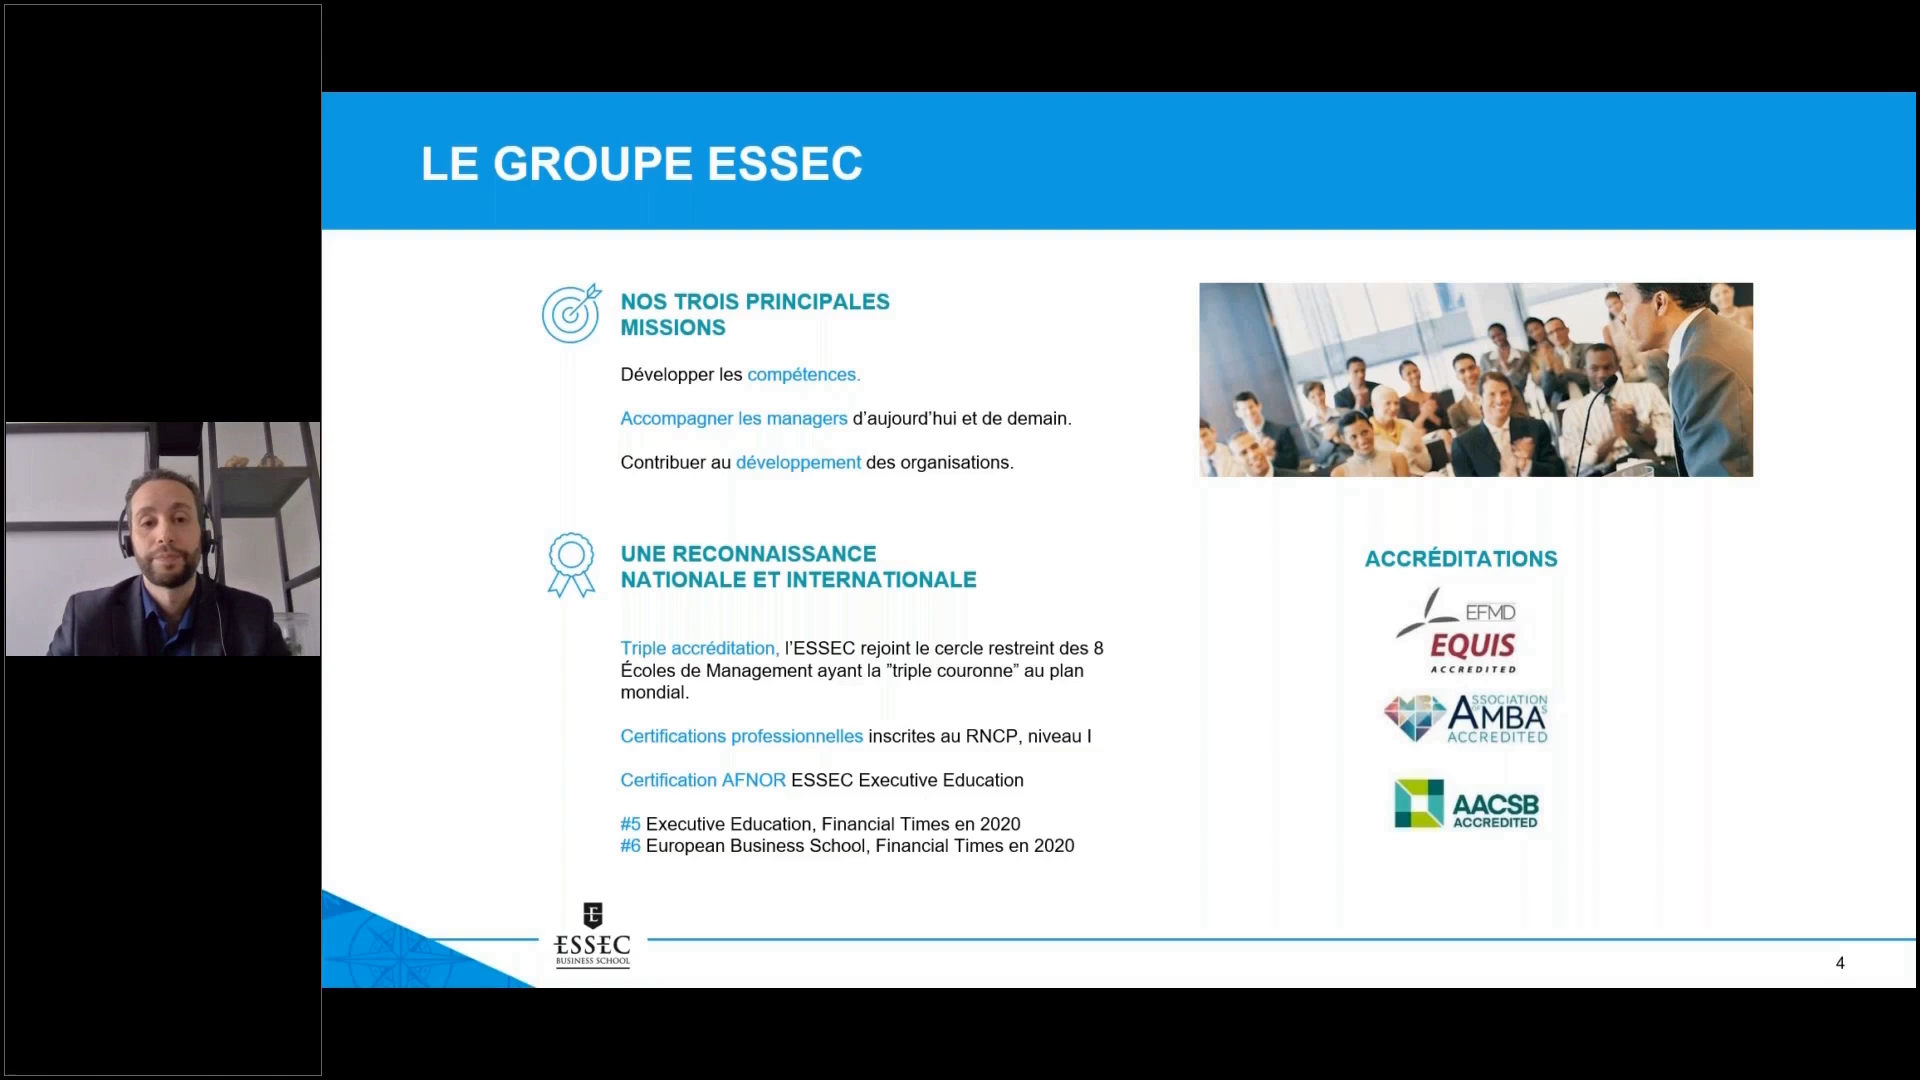 LE GROUPE ESSEC
NOS TROIS PRINCIPALES
MISSIONS
Développer les compétences.
Accompagner les managers d’aujourd’hui et de demain.
Contribuer au développement des organisations.
UNE RECONNAISSANCE
NATIONALE ET INTERNATIONALE
Triple accréditation, l’ESSEC rejoint le cercle restreint des 8
Écoles de Management ayant la ”triple couronne” au plan
mondial.
Certifications professionnelles inscrites au RNCP, niveau I
Certification AFNOR ESSEC Executive Education
#5 Executive Education, Financial Times en 2020
#6 European Business School, Financial Times en 2020
ACCRÉDITATIONS
EFMD
EQUIS
ACCREDITED
ASSOCIATION
OF MBAs
ACCREDITED
AACSB
ACCREDITED
E
ESSEC
BUSINESS SCHOOL
4